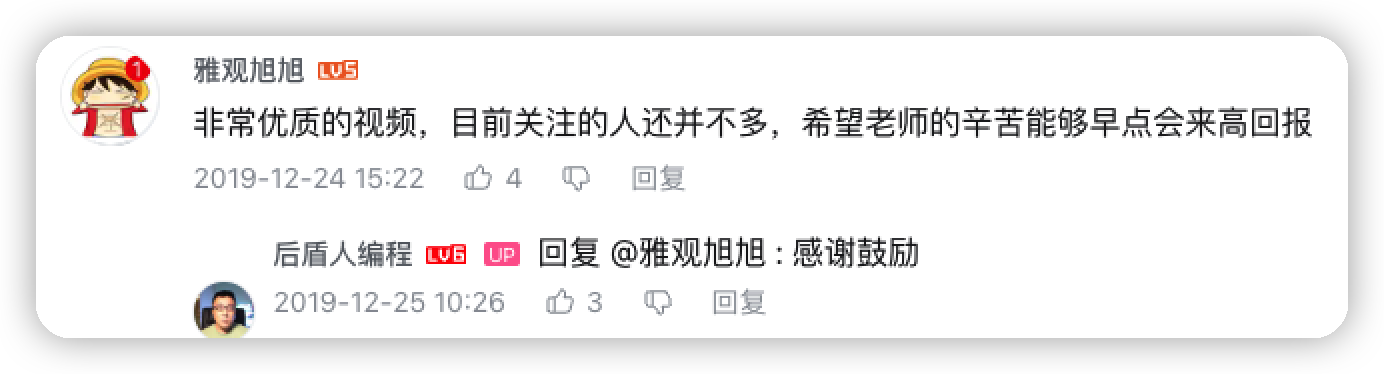 1
雅观旭旭 LV5
非常优质的视频，目前关注的人还并不多，希望老师的辛苦能够早点会来高回报
2019-12-24 15:22 4 回复
后盾人编程 LV6 UP 回复 @雅观旭旭 : 感谢鼓励
2019-12-25 10:26 3 回复